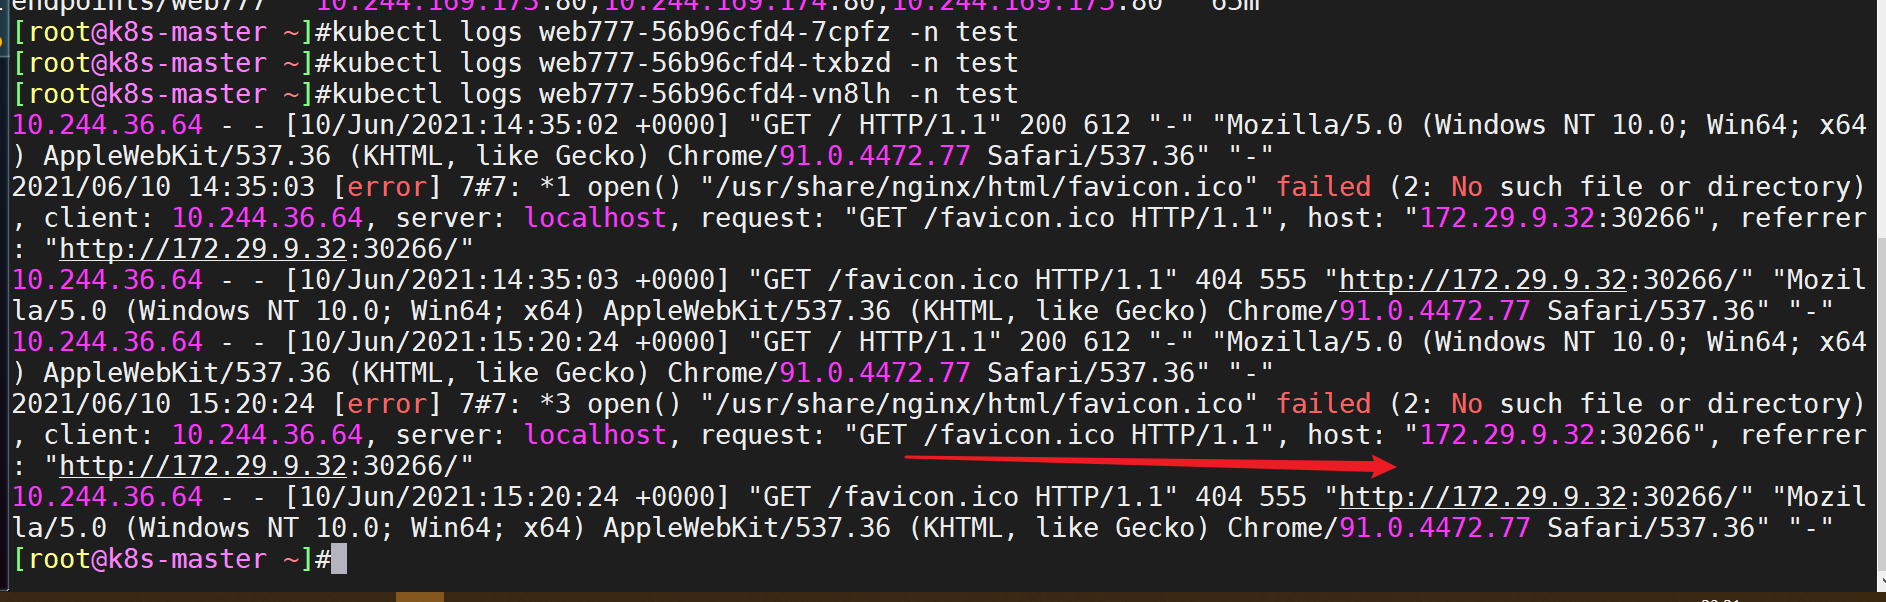 endpoints/web777   10.244.169.173:80,10.244.169.174:80,10.244.169.175:80   65m
[root@k8s-master ~]#kubectl logs web777-56b96cfd4-7cpfz -n test
[root@k8s-master ~]#kubectl logs web777-56b96cfd4-txbzd -n test
[root@k8s-master ~]#kubectl logs web777-56b96cfd4-vn8lh -n test
10.244.36.64 - - [10/Jun/2021:14:35:02 +0000] "GET / HTTP/1.1" 200 612 "-" "Mozilla/5.0 (Windows NT 10.0; Win64; x64
) AppleWebKit/537.36 (KHTML, like Gecko) Chrome/91.0.4472.77 Safari/537.36" "-"
2021/06/10 14:35:03 [error] 7#7: *1 open() "/usr/share/nginx/html/favicon.ico" failed (2: No such file or directory)
, client: 10.244.36.64, server: localhost, request: "GET /favicon.ico HTTP/1.1", host: "172.29.9.32:30266", referrer
: "http://172.29.9.32:30266/"
10.244.36.64 - - [10/Jun/2021:14:35:03 +0000] "GET /favicon.ico HTTP/1.1" 404 555 "http://172.29.9.32:30266/" "Mozil
la/5.0 (Windows NT 10.0; Win64; x64) AppleWebKit/537.36 (KHTML, like Gecko) Chrome/91.0.4472.77 Safari/537.36" "-"
10.244.36.64 - - [10/Jun/2021:15:20:24 +0000] "GET / HTTP/1.1" 200 612 "-" "Mozilla/5.0 (Windows NT 10.0; Win64; x64
) AppleWebKit/537.36 (KHTML, like Gecko) Chrome/91.0.4472.77 Safari/537.36" "-"
2021/06/10 15:20:24 [error] 7#7: *3 open() "/usr/share/nginx/html/favicon.ico" failed (2: No such file or directory)
, client: 10.244.36.64, server: localhost, request: "GET /favicon.ico HTTP/1.1", host: "172.29.9.32:30266", referrer
: "http://172.29.9.32:30266/"
10.244.36.64 - - [10/Jun/2021:15:20:24 +0000] "GET /favicon.ico HTTP/1.1" 404 555 "http://172.29.9.32:30266/" "Mozil
la/5.0 (Windows NT 10.0; Win64; x64) AppleWebKit/537.36 (KHTML, like Gecko) Chrome/91.0.4472.77 Safari/537.36" "-"
[root@k8s-master ~]#